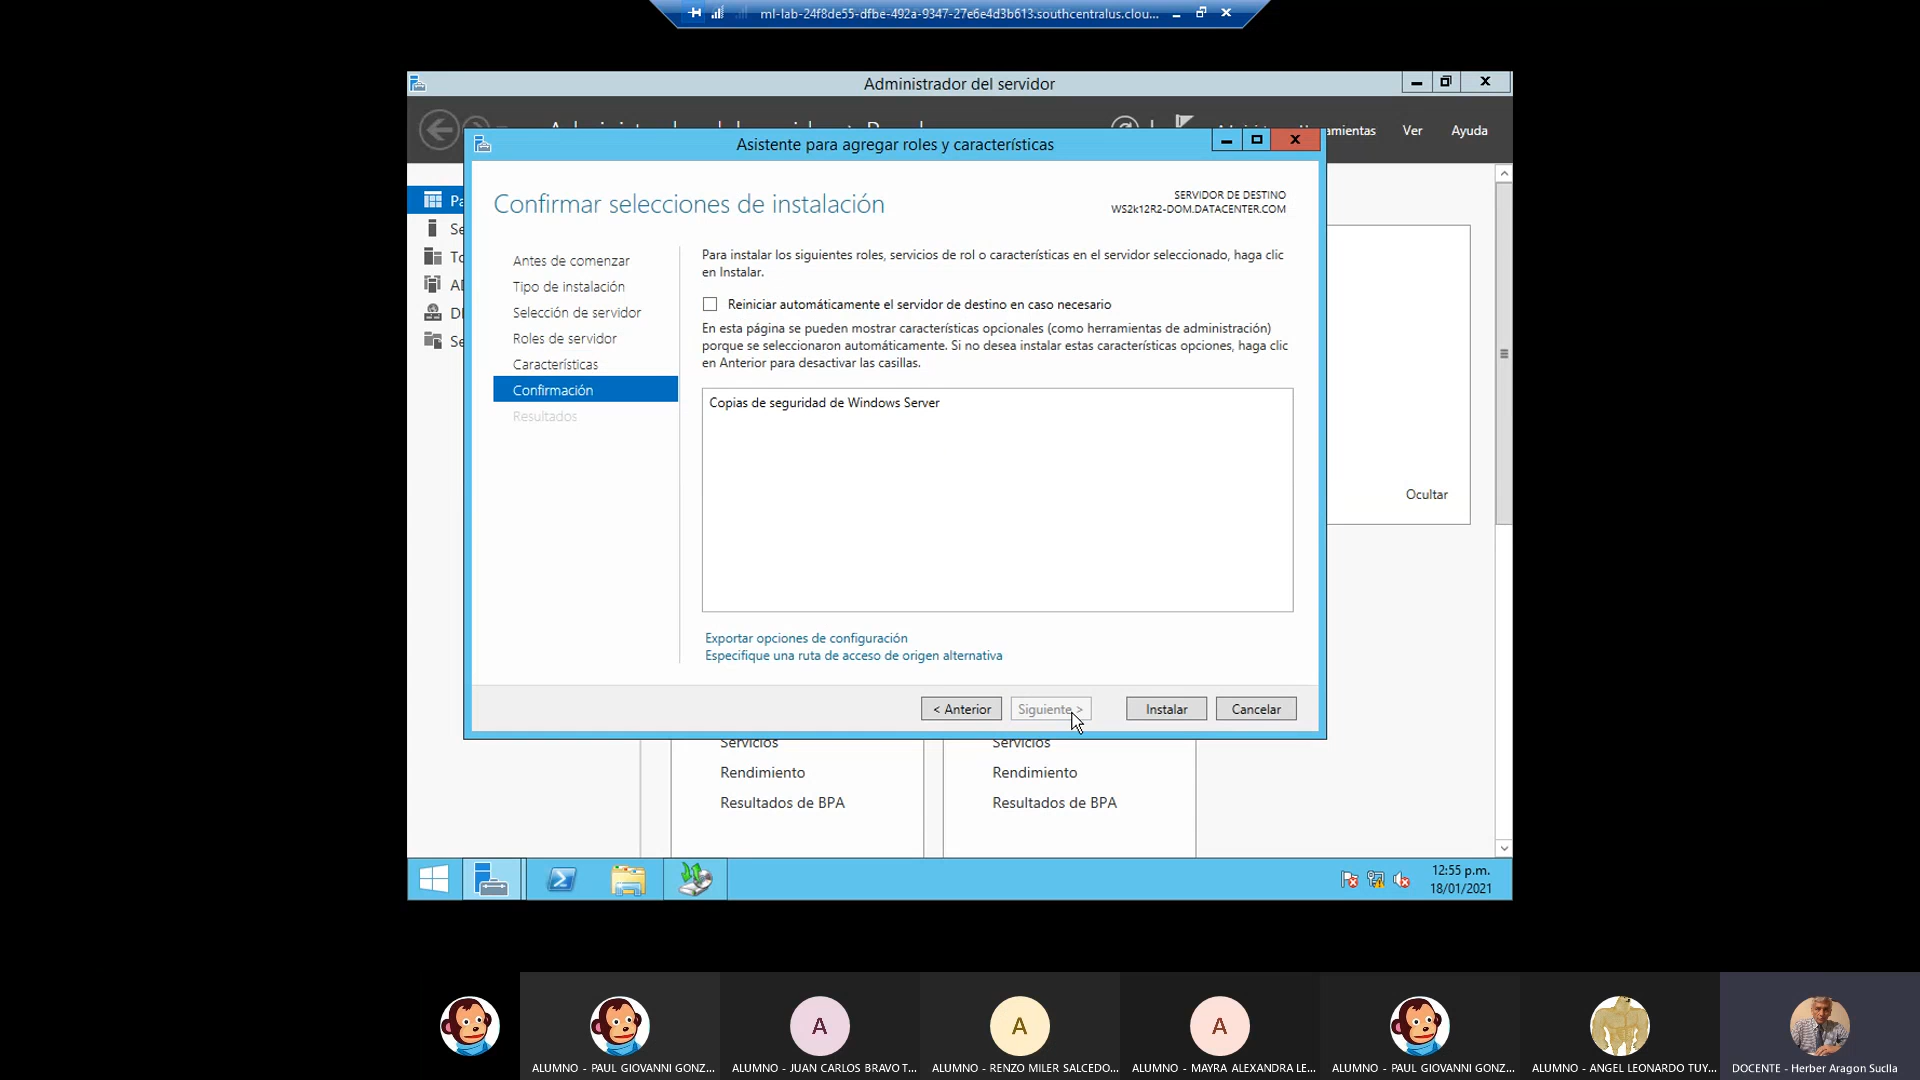 ml-lab-24f8de55-dfbe-492a-9347-27e6e4d3b613.southcentralus.clou...
Administrador del servidor
amientas
Ver
Ayuda
Asistente para agregar roles y características
Confirmar selecciones de instalación
SERVIDOR DE DESTINO
WS2k12R2-DOM.DATACENTER.COM
Antes de comenzar
Tipo de instalación
Selección de servidor
Roles de servidor
Características
Confirmación
Resultados
Para instalar los siguientes roles, servicios de rol o características en el servidor seleccionado, haga clic
en Instalar.
Reiniciar automáticamente el servidor de destino en caso necesario
En esta página se pueden mostrar características opcionales (como herramientas de administración)
porque se seleccionaron automáticamente. Si no desea instalar estas características opciones, haga clic
en Anterior para desactivar las casillas.
Copias de seguridad de Windows Server
Exportar opciones de configuración
Especifique una ruta de acceso de origen alternativa
< Anterior
Siguiente >
Instalar
Cancelar
Ocultar
Servicios
Rendimiento
Resultados de BPA
Servicios
Rendimiento
Resultados de BPA
12:55 p.m.
18/01/2021
A
A
A
ALUMNO - PAUL GIOVANNI GONZ...
ALUMNO - JUAN CARLOS BRAVO T...
ALUMNO - RENZO MILER SALCEDO...
ALUMNO - MAYRA ALEXANDRA LE...
ALUMNO - PAUL GIOVANNI GONZ...
ALUMNO - ANGEL LEONARDO TUY...
DOCENTE - Herber Aragon Suclla